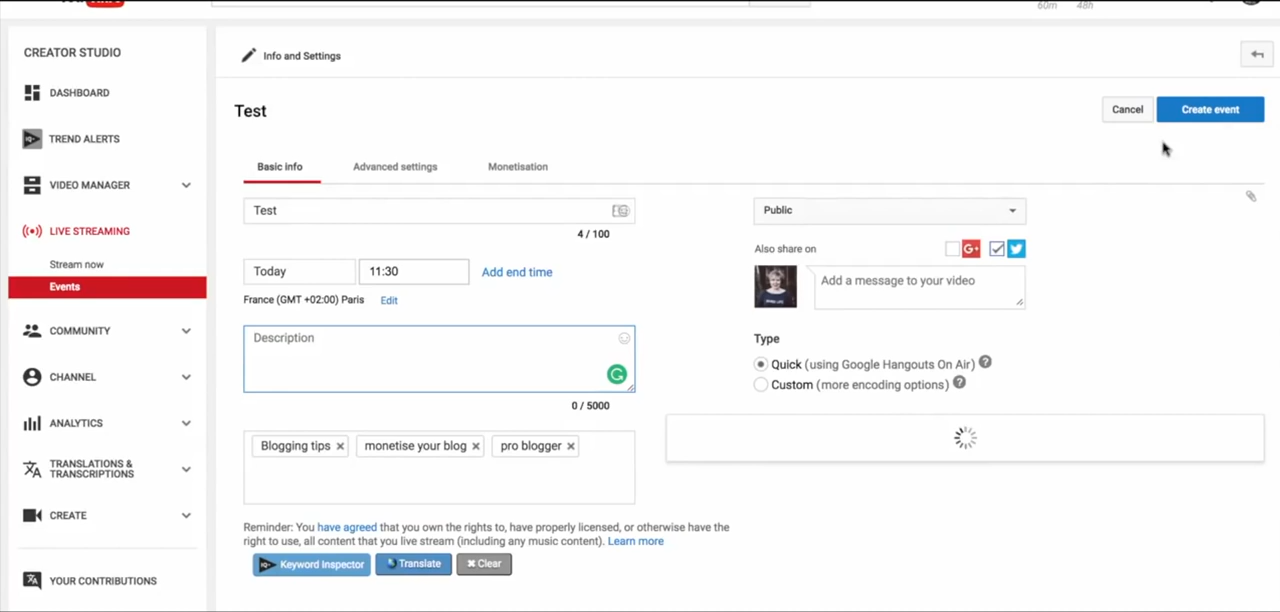 60m 48h
CREATOR STUDIO
DASHBOARD
TREND ALERTS
VIDEO MANAGER
LIVE STREAMING
Stream now
Events
COMMUNITY
CHANNEL
ANALYTICS
TRANSLATIONS &
TRANSCRIPTIONS
CREATE
YOUR CONTRIBUTIONS
Info and Settings
Test
Cancel
Create event
Basic info
Advanced settings
Monetisation
Test
4 / 100
Today
11:30
Add end time
France (GMT +02:00) Paris Edit
Description
0 / 5000
Blogging tips × monetise your blog × pro blogger ×
Reminder: You have agreed that you own the rights to, have properly licensed, or otherwise have the
right to use, all content that you live stream (including any music content). Learn more
Keyword Inspector
Translate
Clear
Public
Also share on
G+
Add a message to your video
Type
Quick (using Google Hangouts On Air) ?
Custom (more encoding options) ?